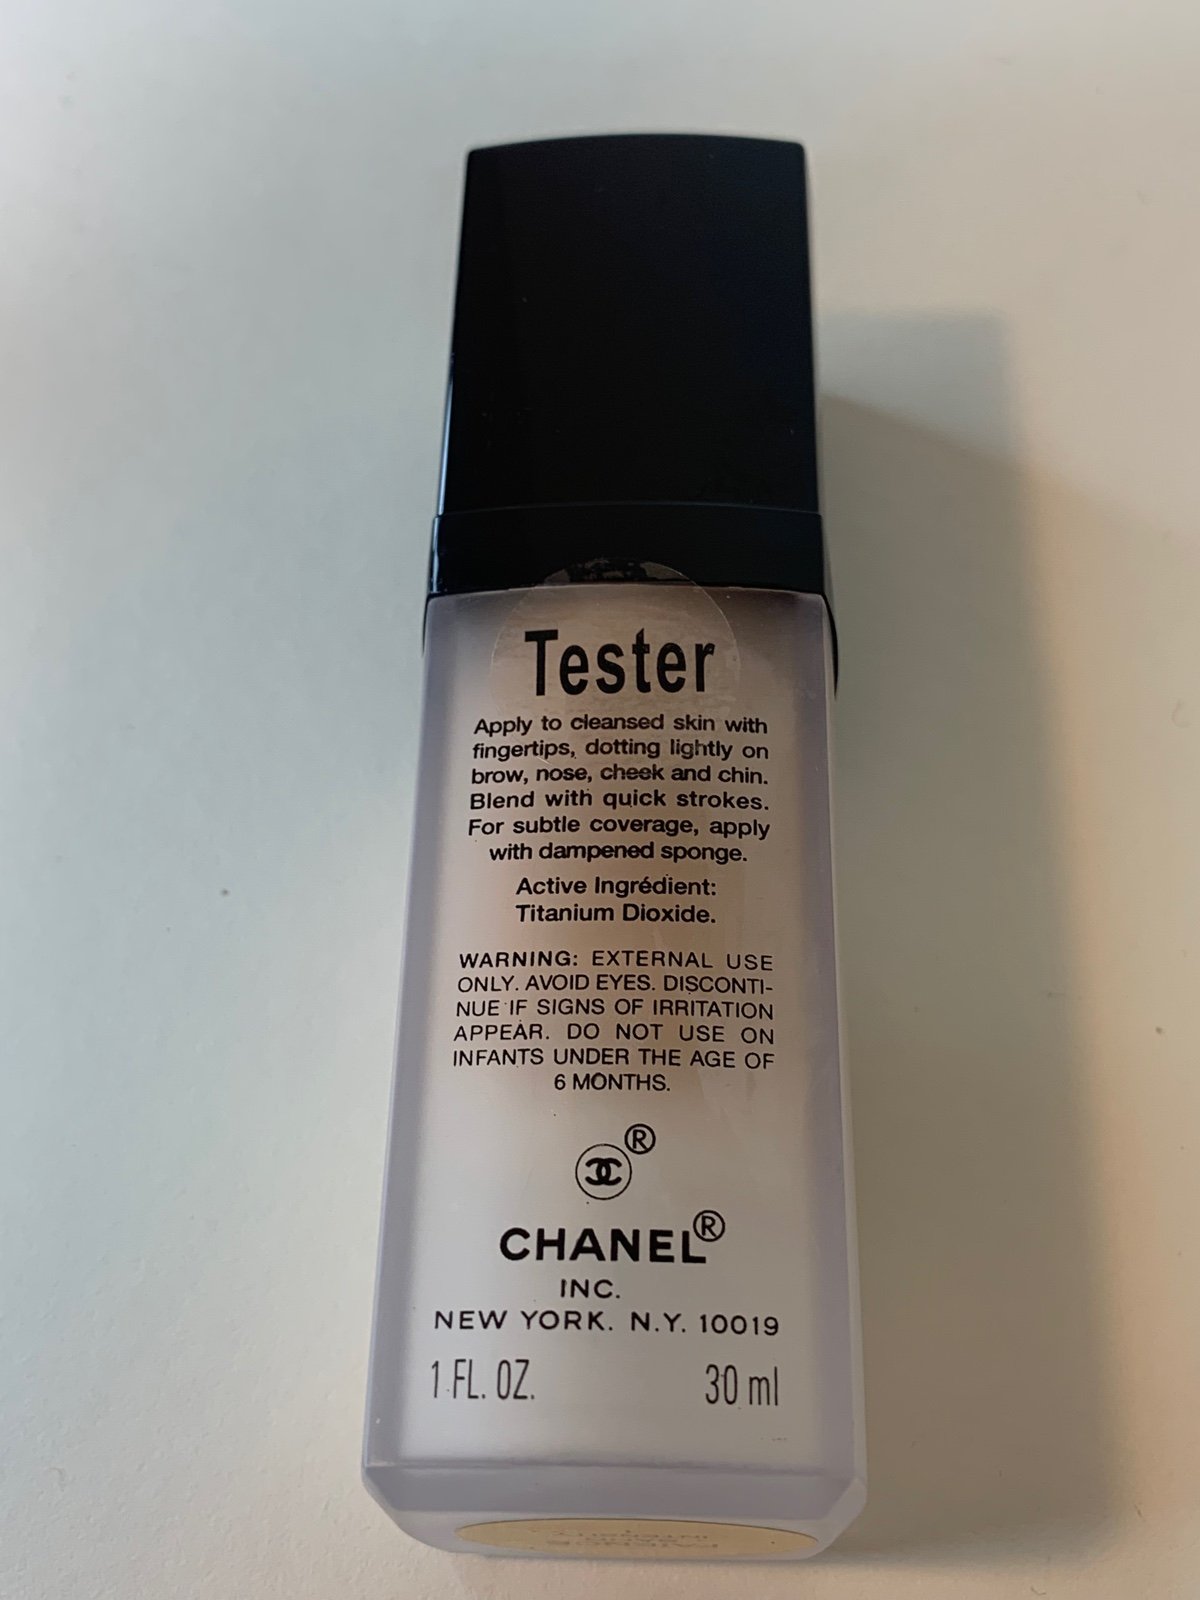 Tester
Apply to cleansed skin with
fingertips, dotting lightly on
brow, nose, cheek and chin.
Blend with quick strokes.
For subtle coverage, apply
with dampened sponge.
Active Ingrédient:
Titanium Dioxide.
WARNING: EXTERNAL USE
ONLY. AVOID EYES. DISCONTI-
NUE IF SIGNS OF IRRITATION
APPEAR. DO NOT USE ON
INFANTS UNDER THE AGE OF
6 MONTHS.
®
CHANEL®
INC.
NEW YORK. N.Y. 10019
1 FL. OZ. 30 ml